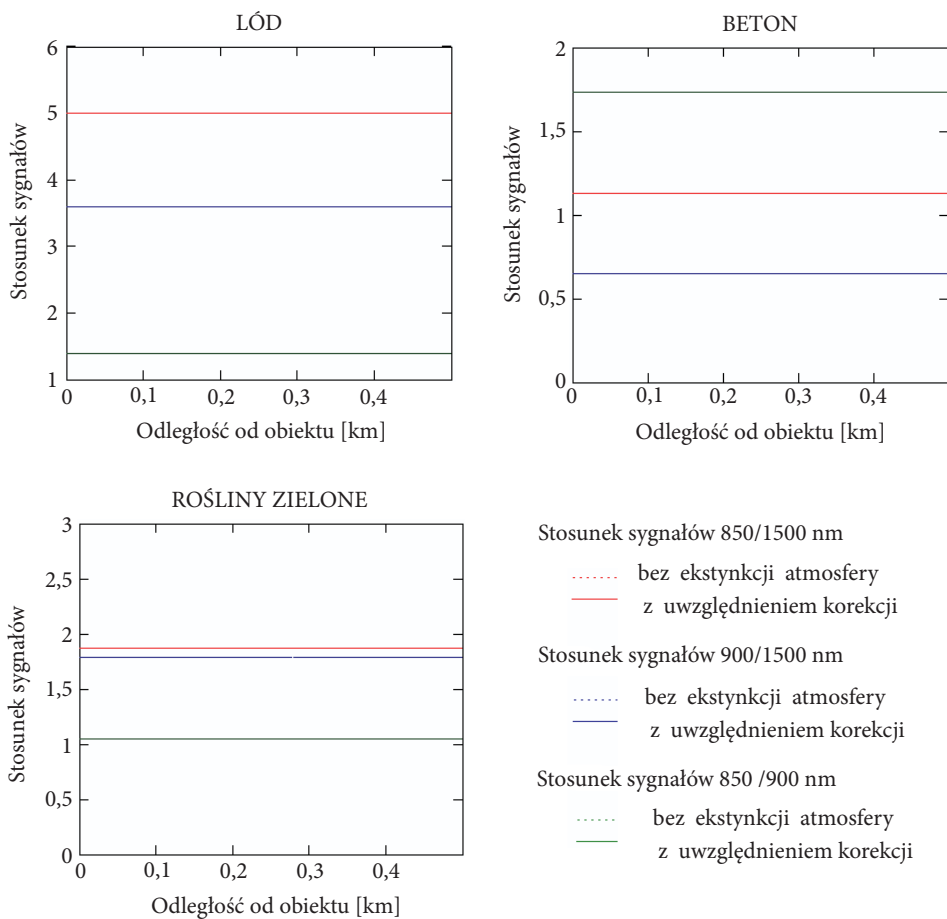 LÓD
Stosunek sygnałów
6
5
4
3
2
1
0 0,1 0,2 0,3 0,4
Odległość od obiektu [km]
BETON
Stosunek sygnałów
2
1,5
1
0,5
0
0 0,1 0,2 0,3 0,4
Odległość od obiektu [km]
ROŚLINY ZIELONE
Stosunek sygnałów
3
2,5
2
1,5
1
0,5
0
0 0,1 0,2 0,3 0,4
Odległość od obiektu [km]
Stosunek sygnałów 850/1500 nm
bez ekstynkcji atmosfery
z uwzględnieniem korekcji
Stosunek sygnałów 900/1500 nm
bez ekstynkcji atmosfery
z uwzględnieniem korekcji
Stosunek sygnałów 850 /900 nm
bez ekstynkcji atmosfery
z uwzględnieniem korekcji